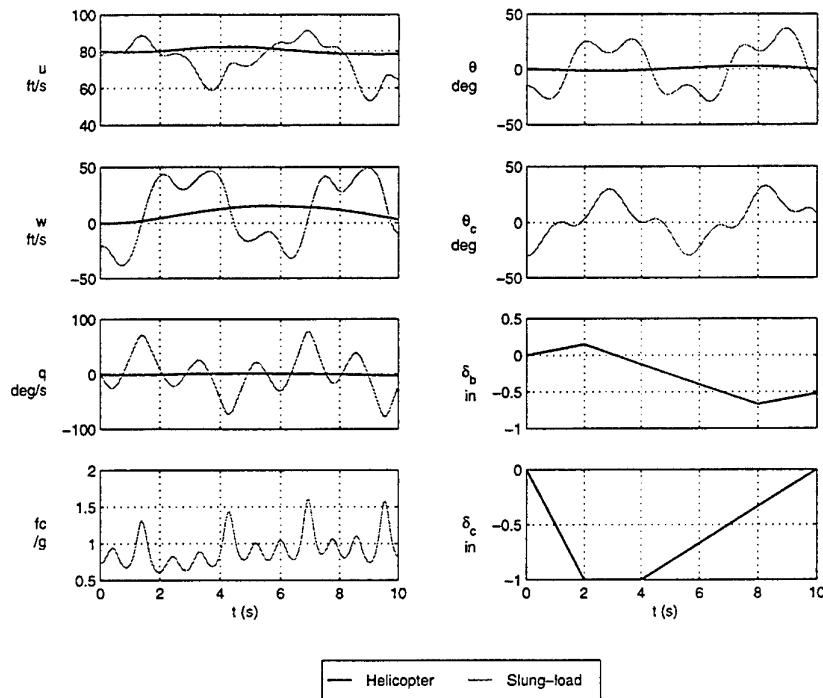 100
80
u
ft/s
60
40
50
0
w
ft/s
−50
100
0
q
deg/s
−100
2
1.5
fc
/g
1
0.5
0 2 4 6 8 10
t (s)
50
0
θ
deg
−50
50
0
θc
deg
−50
0.5
0
δb
in
−0.5
−1
0
δc
in
−0.5
−1
0 2 4 6 8 10
t (s)
Helicopter Slung−load